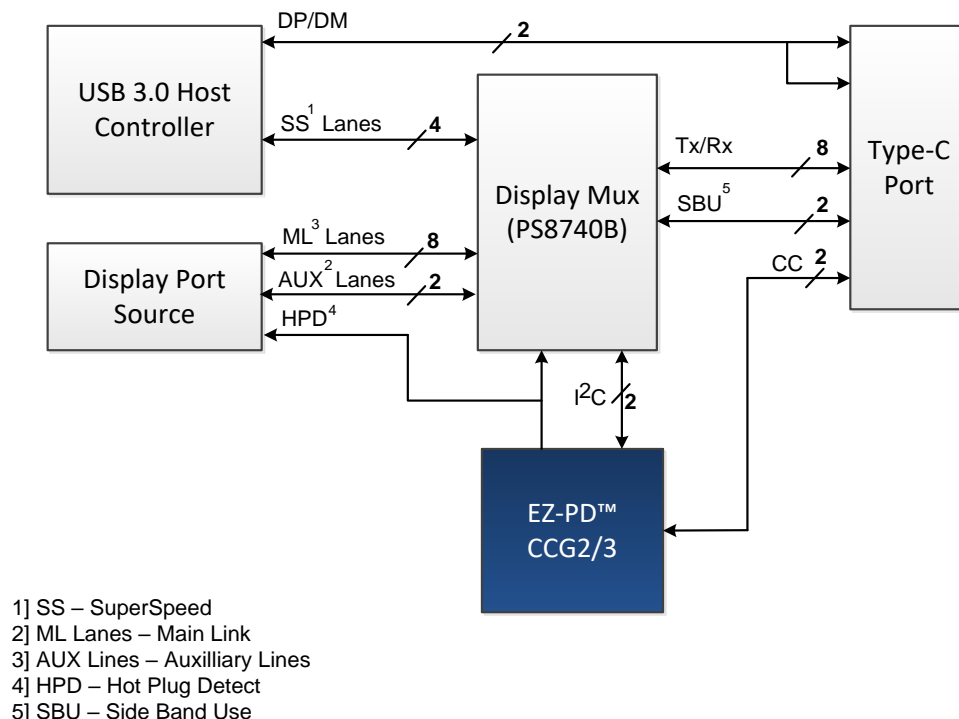 DP/DM
2
USB 3.0 Host
Controller
SS¹ Lanes
4
Display Mux
(PS8740B)
Tx/Rx
8
SBU⁵
2
Type-C
Port
ML³ Lanes
8
AUX² Lanes
2
HPD⁴
Display Port
Source
CC
2
I²C
2
EZ-PD™
CCG2/3
1] SS – SuperSpeed
2] ML Lanes – Main Link
3] AUX Lines – Auxilliary Lines
4] HPD – Hot Plug Detect
5] SBU – Side Band Use